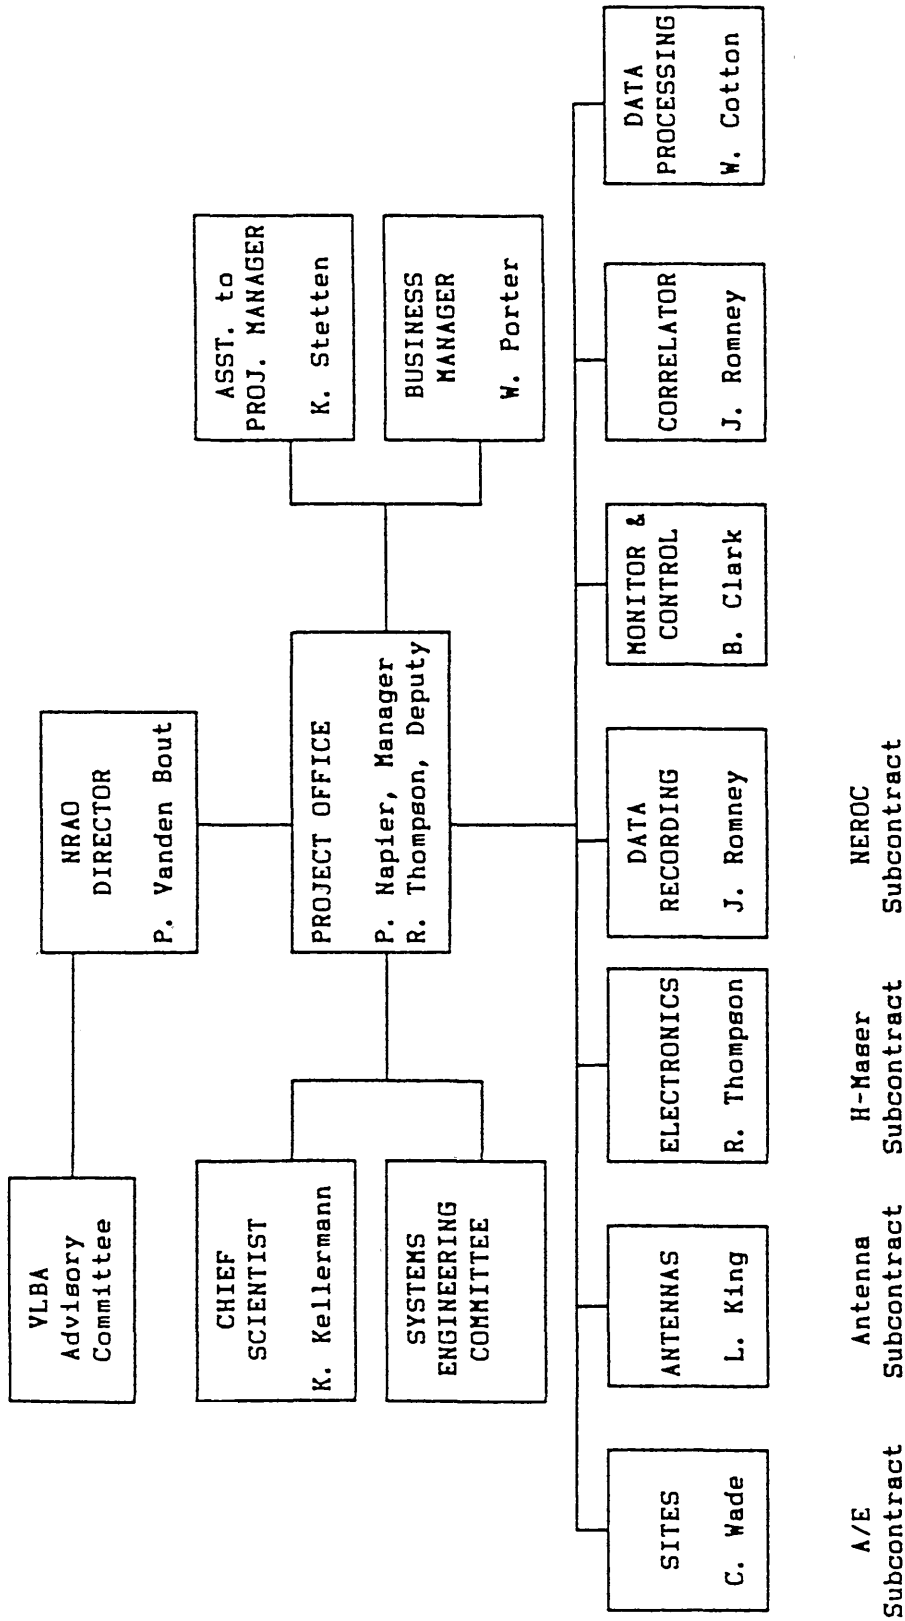 VLBA
Advisory
Committee
NRAO
DIRECTOR
P. Vanden Bout
CHIEF
SCIENTIST
K. Kellermann
SYSTEMS
ENGINEERING
COMMITTEE
PROJECT OFFICE
P. Napier, Manager
R. Thompson, Deputy
ASST. to
PROJ. MANAGER
K. Stetten
BUSINESS
MANAGER
W. Porter
SITES
C. Wade
ANTENNAS
L. King
ELECTRONICS
R. Thompson
DATA
RECORDING
J. Romney
MONITOR &
CONTROL
B. Clark
CORRELATOR
J. Romney
DATA
PROCESSING
W. Cotton
A/E
Subcontract
Antenna
Subcontract
H-Maser
Subcontract
NEROC
Subcontract